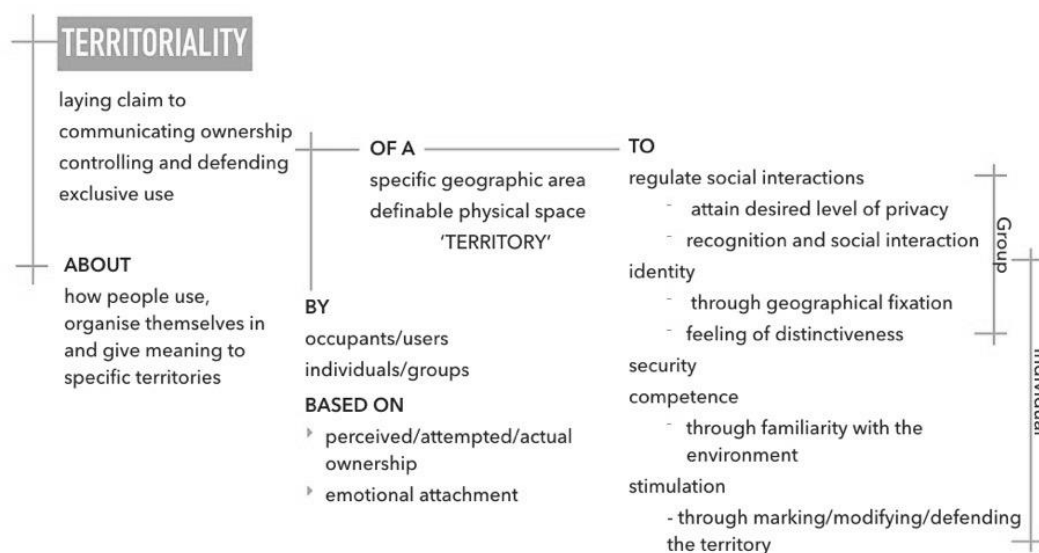 TERRITORIALITY
laying claim to
communicating ownership
controlling and defending
exclusive use
ABOUT
how people use,
organise themselves in
and give meaning to
specific territories
OF A
specific geographic area
definable physical space
'TERRITORY'
BY
occupants/users
individuals/groups
BASED ON
perceived/attempted/actual
ownership
emotional attachment
TO
regulate social interactions
- attain desired level of privacy
- recognition and social interaction
identity
- through geographical fixation
- feeling of distinctiveness
security
competence
- through familiarity with the
environment
stimulation
- through marking/modifying/defending
the territory
Group
Individual